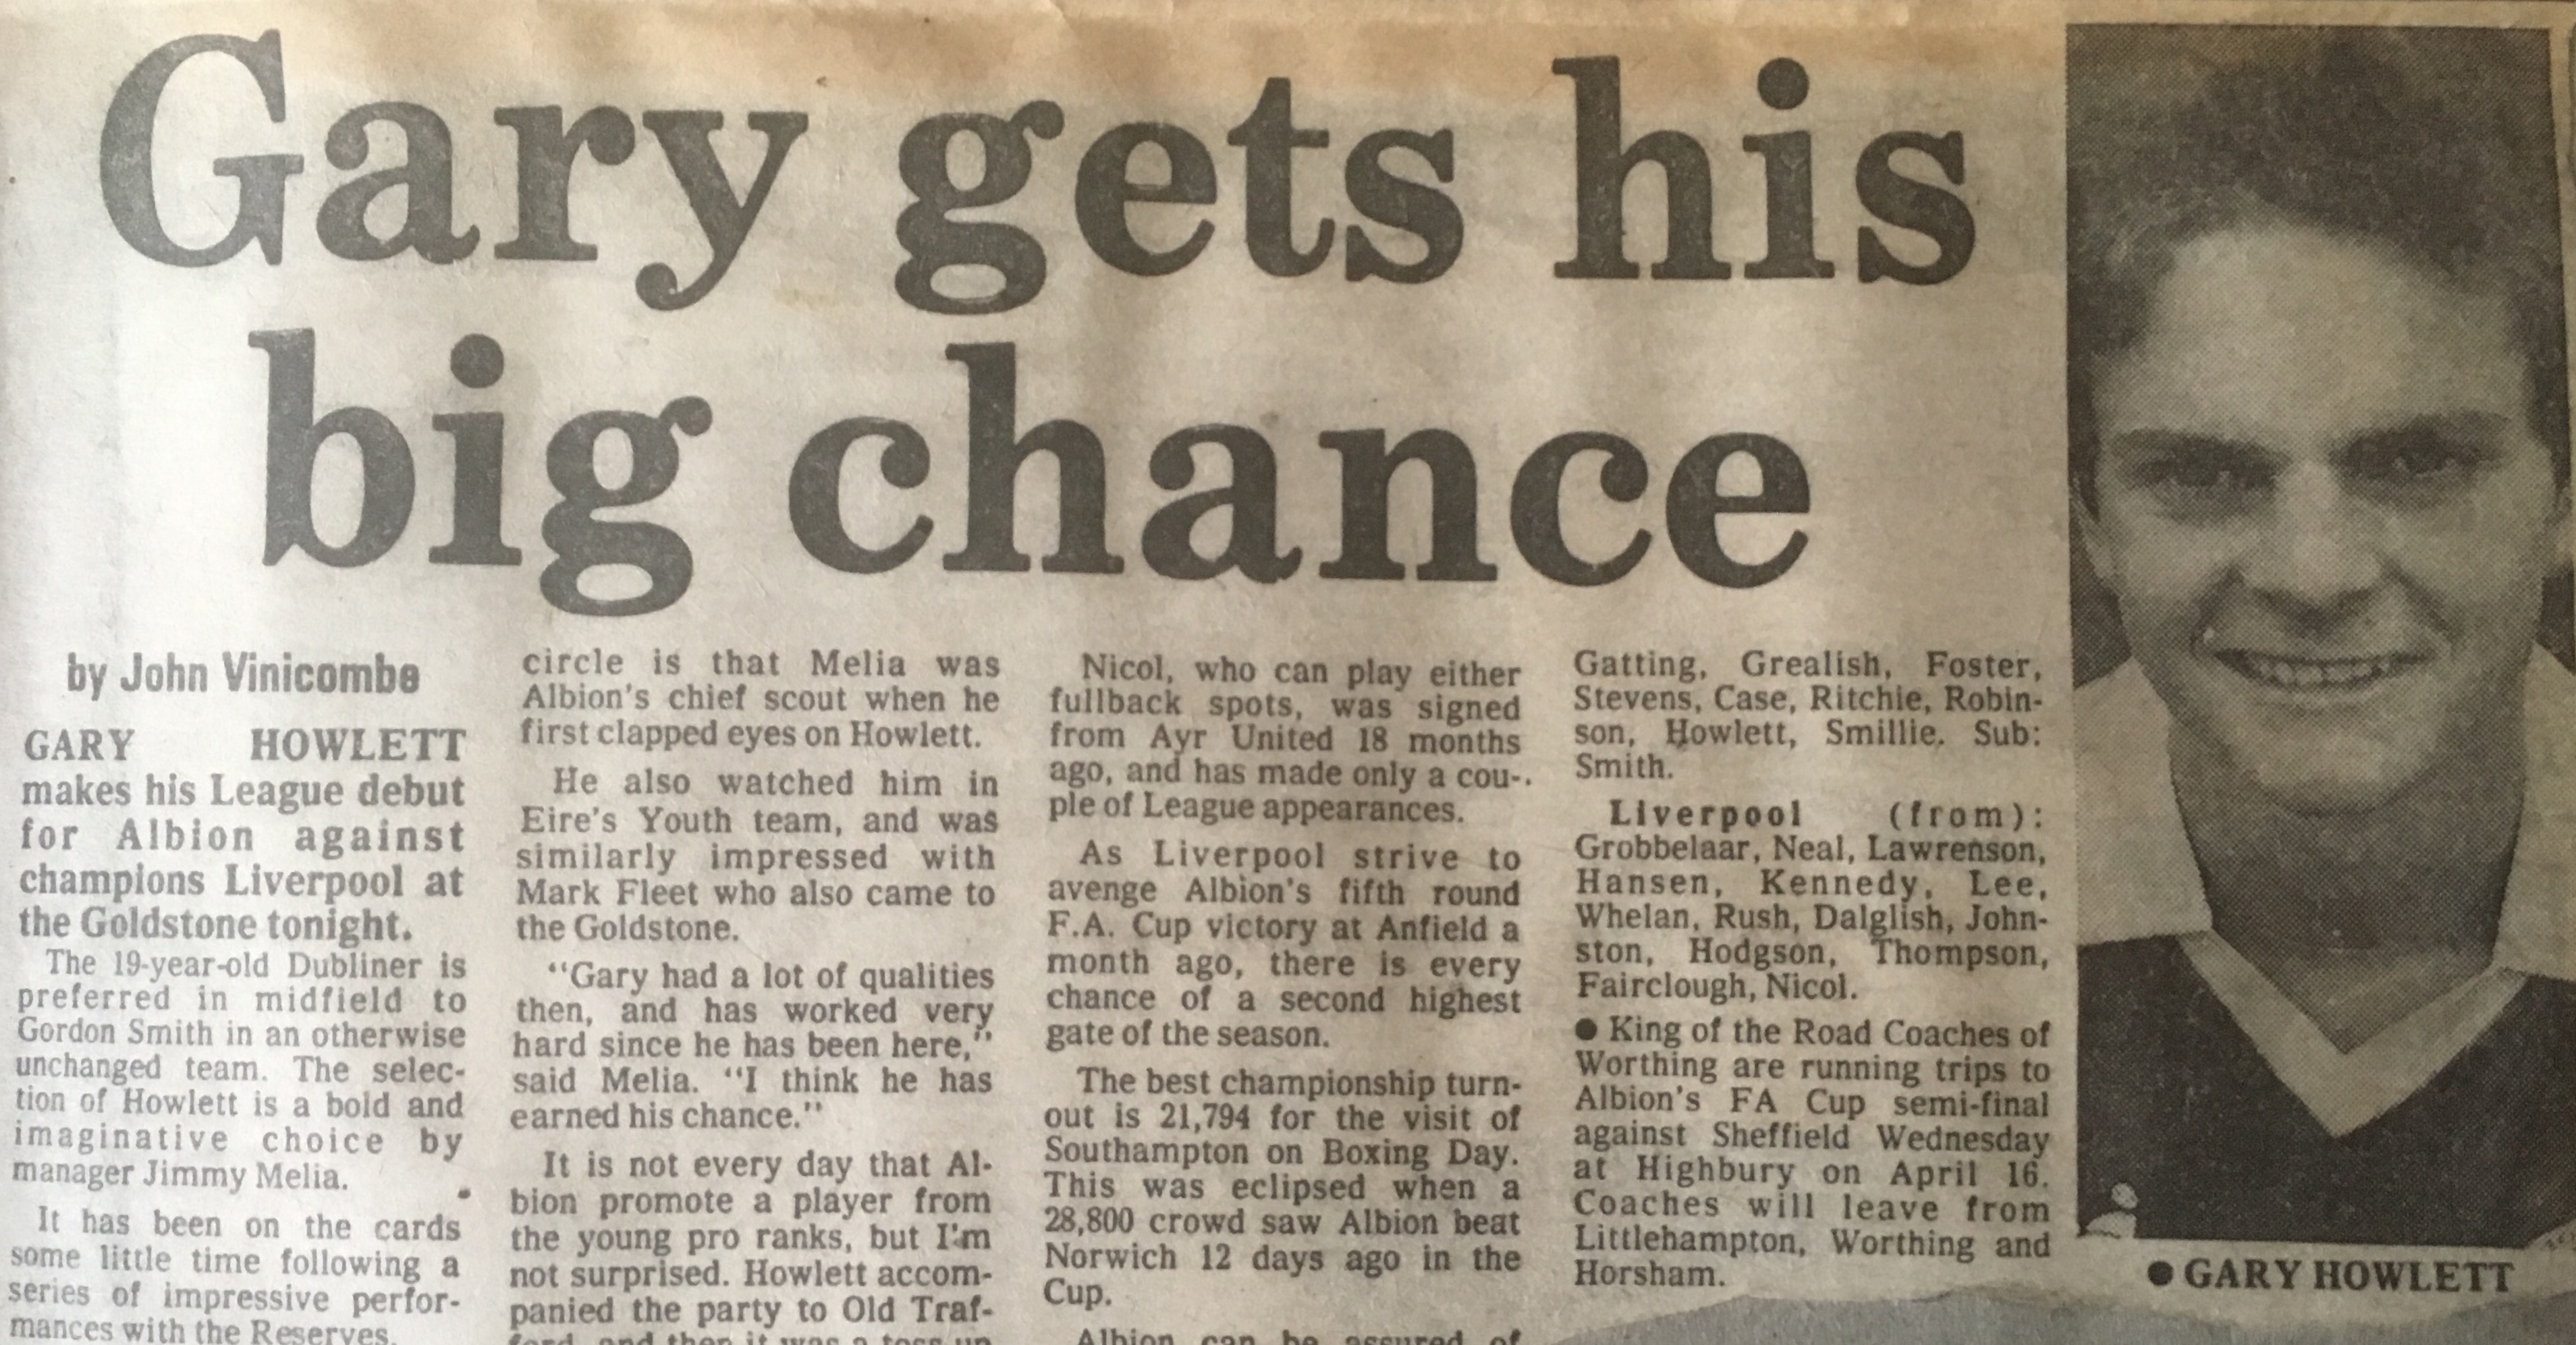 Gary gets his
big chance
by John Vinicombe
GARY HOWLETT
makes his League debut
for Albion against
champions Liverpool at
the Goldstone tonight.
The 19-year-old Dubliner is
preferred in midfield to
Gordon Smith in an otherwise
unchanged team. The selec-
tion of Howlett is a bold and
imaginative choice by
manager Jimmy Melia.
It has been on the cards
some little time following a
series of impressive perfor-
mances with the Reserves.
circle is that Melia was
Albion's chief scout when he
first clapped eyes on Howlett.
He also watched him in
Eire's Youth team, and was
similarly impressed with
Mark Fleet who also came to
the Goldstone.
"Gary had a lot of qualities
then, and has worked very
hard since he has been here,"
said Melia. "I think he has
earned his chance."
It is not every day that Al-
bion promote a player from
the young pro ranks, but I'm
not surprised. Howlett accom-
panied the party to Old Traf-
ford, and then it was a toss-up
Nicol, who can play either
fullback spots, was signed
from Ayr United 18 months
ago, and has made only a cou-
ple of League appearances.
As Liverpool strive to
avenge Albion's fifth round
F.A. Cup victory at Anfield a
month ago, there is every
chance of a second highest
gate of the season.
The best championship turn-
out is 21,794 for the visit of
Southampton on Boxing Day.
This was eclipsed when a
28,800 crowd saw Albion beat
Norwich 12 days ago in the
Cup.
Albion can be assured of
Gatting, Grealish, Foster,
Stevens, Case, Ritchie, Robin-
son, Howlett, Smillie. Sub:
Smith.
Liverpool (from):
Grobbelaar, Neal, Lawrenson,
Hansen, Kennedy, Lee,
Whelan, Rush, Dalglish, John-
ston, Hodgson, Thompson,
Fairclough, Nicol.
● King of the Road Coaches of
Worthing are running trips to
Albion's FA Cup semi-final
against Sheffield Wednesday
at Highbury on April 16.
Coaches will leave from
Littlehampton, Worthing and
Horsham.
● GARY HOWLETT